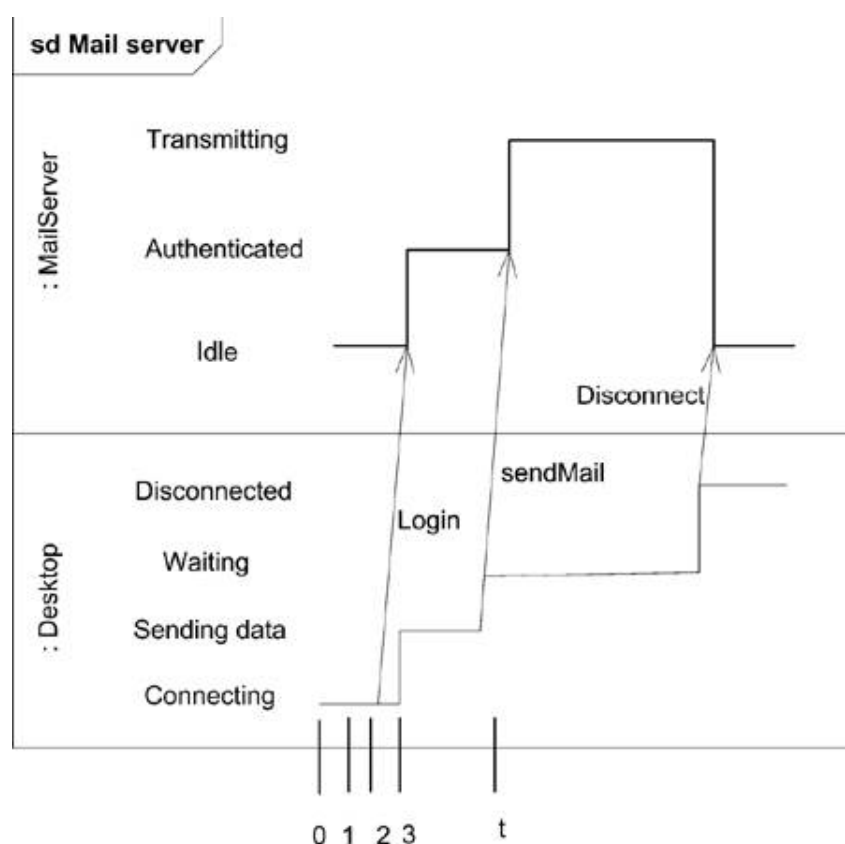 sd Mail server
: MailServer
Transmitting
Authenticated
Idle
Disconnect
: Desktop
Disconnected
sendMail
Login
Waiting
Sending data
Connecting
0 1 2 3 t